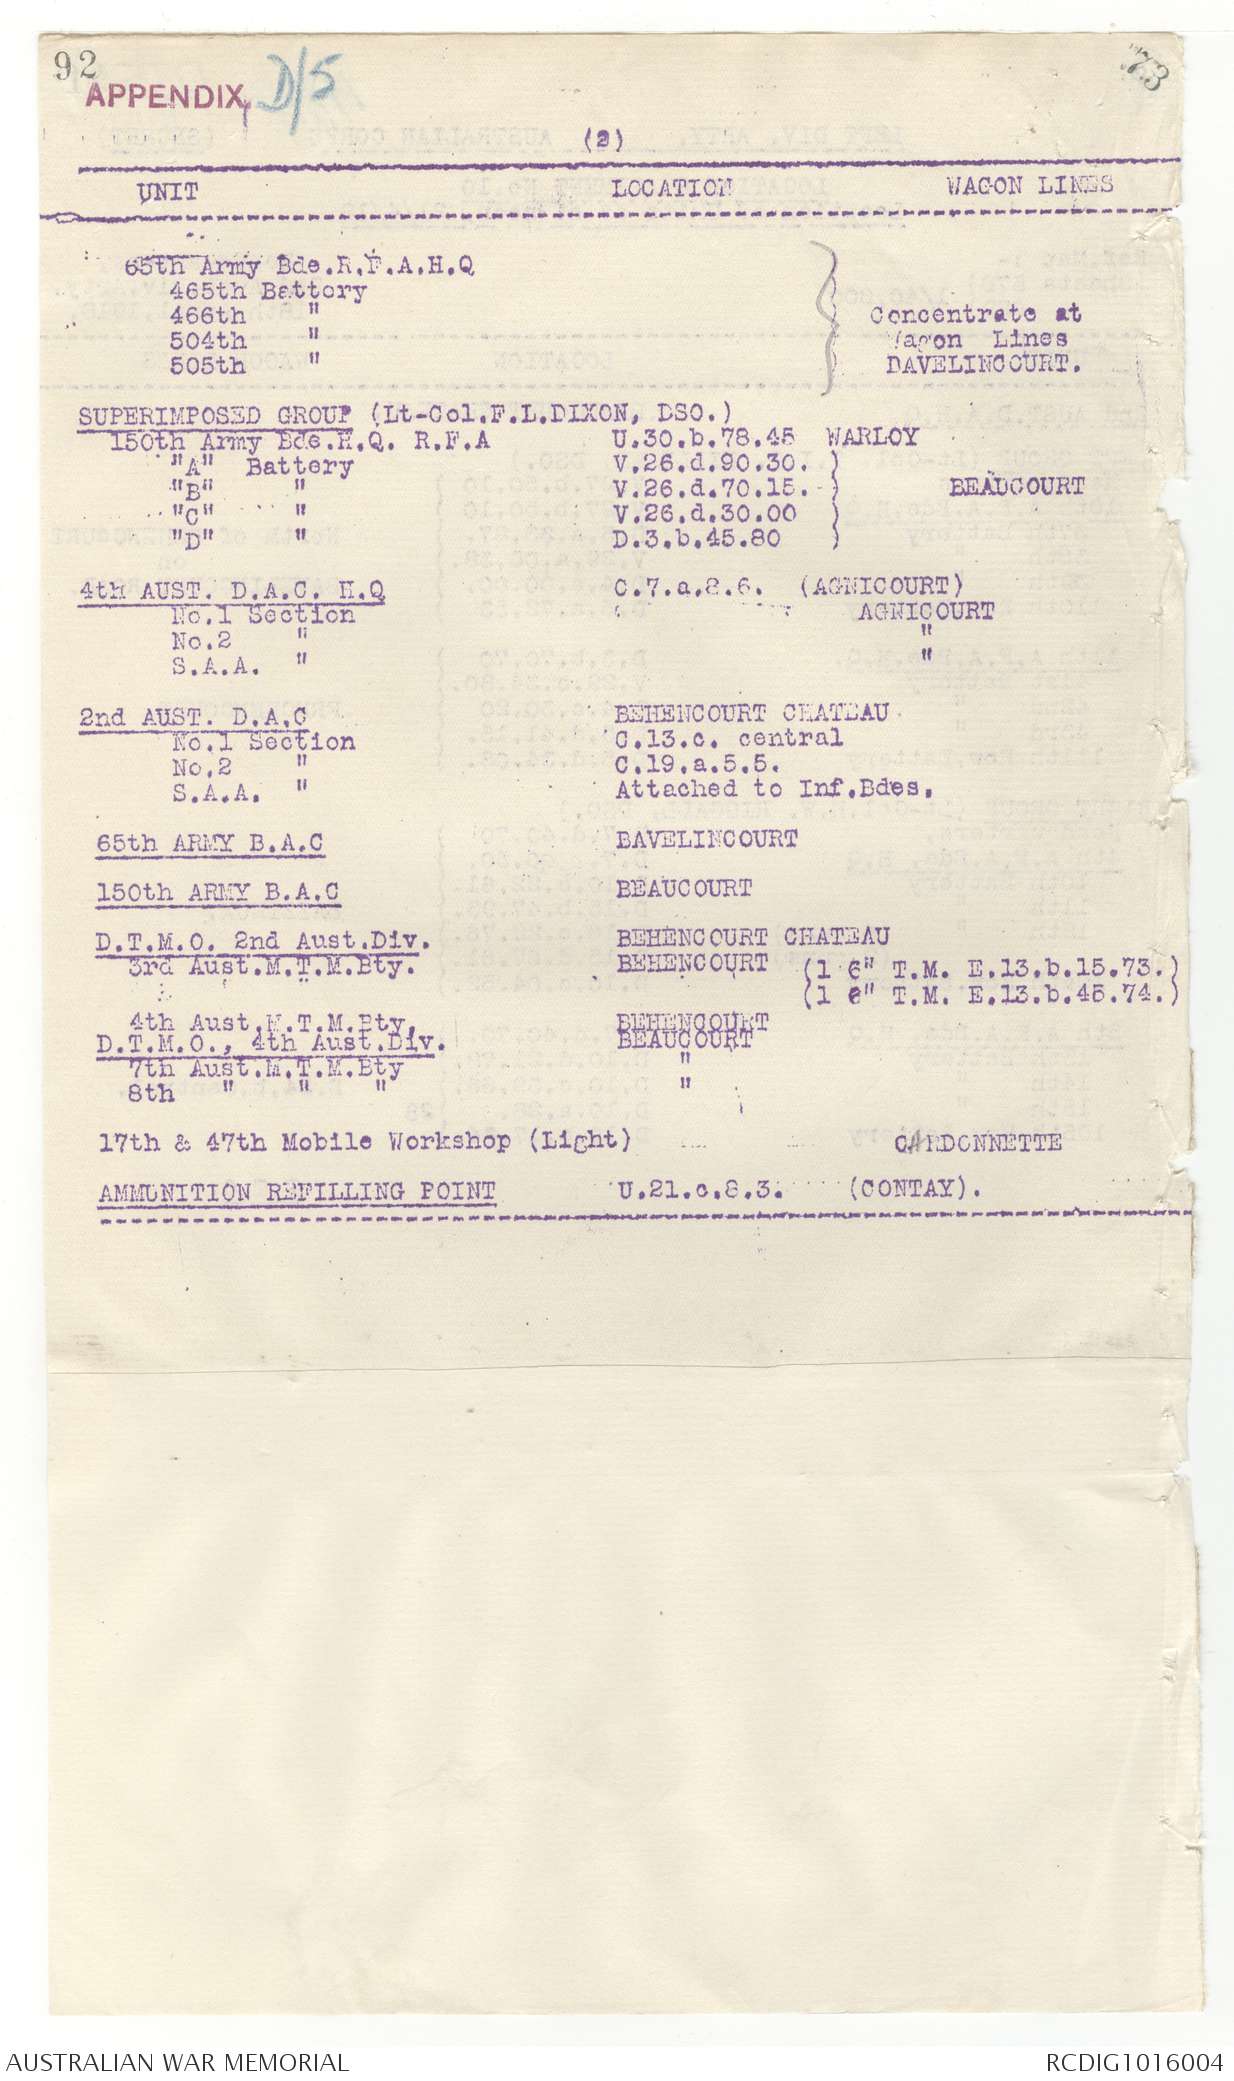 92
73
APPENDIX, D/5
(2)
UNIT LOCATION WAGON LINES
65th Army Bde.R.F.A.H.Q
465th Battery
466th " Concentrate at
504th " Wagon Lines
505th " DAVELINCOURT.
SUPERIMPOSED GROUP (Lt-Col.F.L.DIXON, DSO.)
150th Army Bde.H.Q. R.F.A U.30.b.78.45 WARLOY
"A" Battery V.26.d.90.30. )
"B" " V.26.d.70.15. ) BEAUCOURT
"C" " V.26.d.30.00 )
"D" " D.3.b.45.80 )
4th AUST. D.A.C. H.Q C.7.a.8.6. (AGNICOURT)
No.1 Section AGNICOURT
No.2 " "
S.A.A. " "
2nd AUST. D.A.C BEHENCOURT CHATEAU
No.1 Section C.13.c. central
No.2 " C.19.a.5.5.
S.A.A. " Attached to Inf.Bdes.
65th ARMY B.A.C BAVELINCOURT
150th ARMY B.A.C BEAUCOURT
D.T.M.O. 2nd Aust.Div. BEHENCOURT CHATEAU
3rd Aust.M.T.M.Bty. BEHENCOURT (1 6" T.M. E.13.b.15.73.)
(1 6" T.M. E.13.b.45.74.)
4th Aust.M.T.M.Bty, BEHENCOURT
D.T.M.O., 4th Aust.Div. BEAUCOURT
7th Aust.M.T.M.Bty "
8th " " " "
17th & 47th Mobile Workshop (Light) CARDONNETTE
AMMUNITION REFILLING POINT U.21.c.8.3. (CONTAY).
AUSTRALIAN WAR MEMORIAL RCDIG1016004